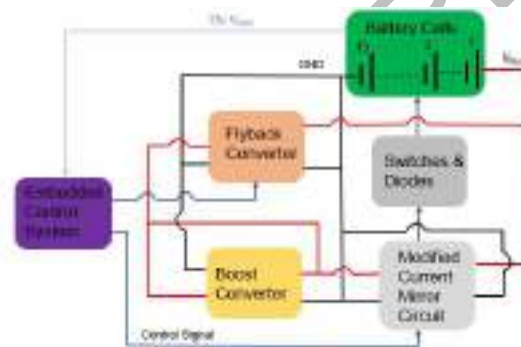 Battery Cells
GND
Flyback
Converter
Switches &
Diodes
Embedded
Control
System
Boost
Converter
Modified
Current
Mirror
Circuit
Control Signal